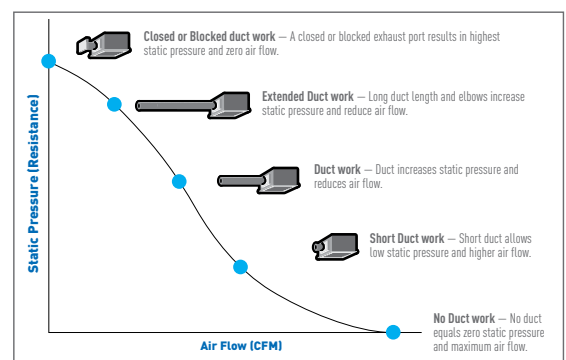 Closed or Blocked duct work — A closed or blocked exhaust port results in highest
static pressure and zero air flow.
Extended Duct work — Long duct length and elbows increase
static pressure and reduce air flow.
Duct work — Duct increases static pressure and
reduces air flow.
Short Duct work — Short duct allows
low static pressure and higher air flow.
No Duct work — No duct
equals zero static pressure
and maximum air flow.
Static Pressure (Resistance)
Air Flow (CFM)